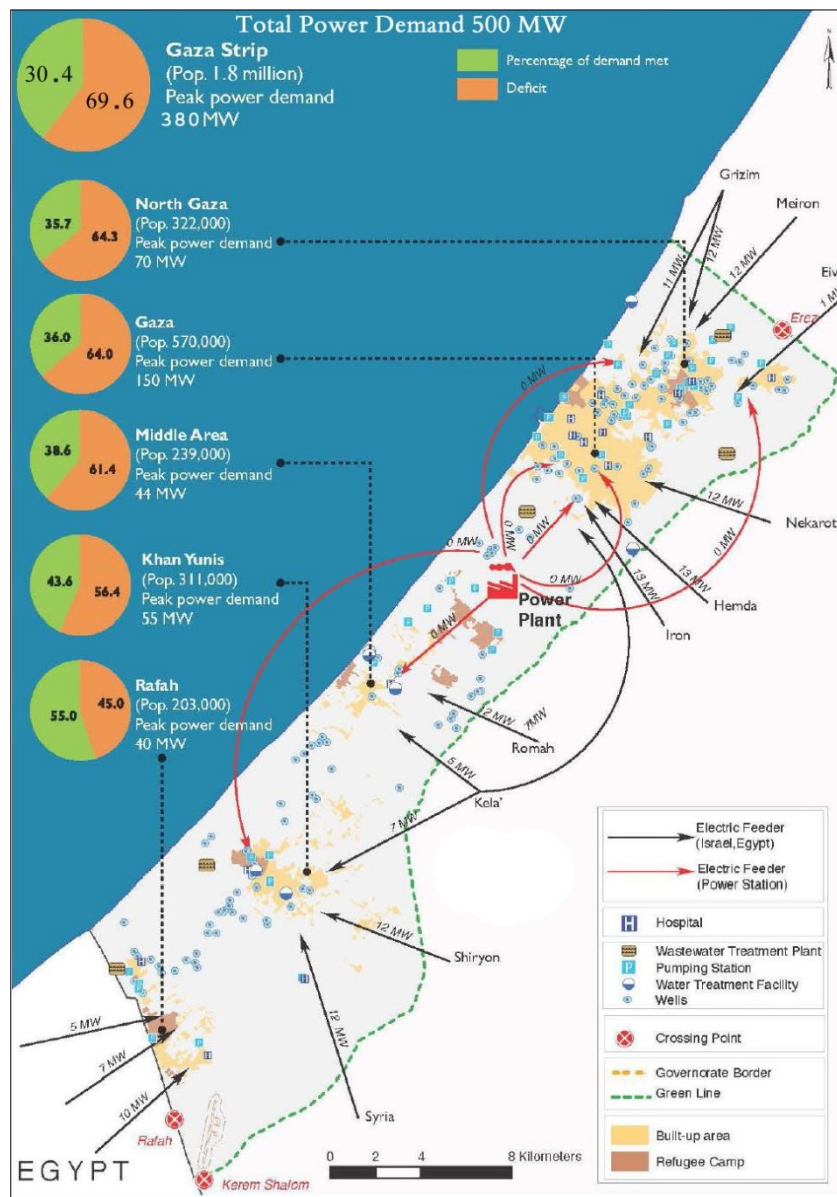 Total Power Demand 500 MW
Gaza Strip
(Pop. 1.8 million)
Peak power demand
380 MW
30.4
69.6
Percentage of demand met
Deficit
North Gaza
(Pop. 322,000)
Peak power demand
70 MW
35.7
64.3
Gaza
(Pop. 570,000)
Peak power demand
150 MW
36.0
64.0
Middle Area
(Pop. 239,000)
Peak power demand
44 MW
38.6
61.4
Khan Yunis
(Pop. 311,000)
Peak power demand
55 MW
43.6
56.4
Rafah
(Pop. 203,000)
Peak power demand
40 MW
55.0
45.0
Grizim
Meiron
11 MW
12 MW
12 MW
1 M
Erez
0 MW
0 MW
0 MW
0 MW
0 MW
0 MW
0 MW
12 MW
Nekarot
13 MW
Hemda
13 MW
Iron
Power
Plant
12 MW
7MW
Romah
5 MW
Kela'
7 MW
12 MW
Shiryon
12 MW
Syria
5 MW
7 MW
10 MW
Rafah
Kerem Shalom
EGYPT
0 2 4 8 Kilometers
Electric Feeder
(Israel,Egypt)
Electric Feeder
(Power Station)
H Hospital
Wastewater Treatment Plant
P Pumping Station
Water Treatment Facility
Wells
Crossing Point
Governorate Border
Green Line
Built-up area
Refugee Camp